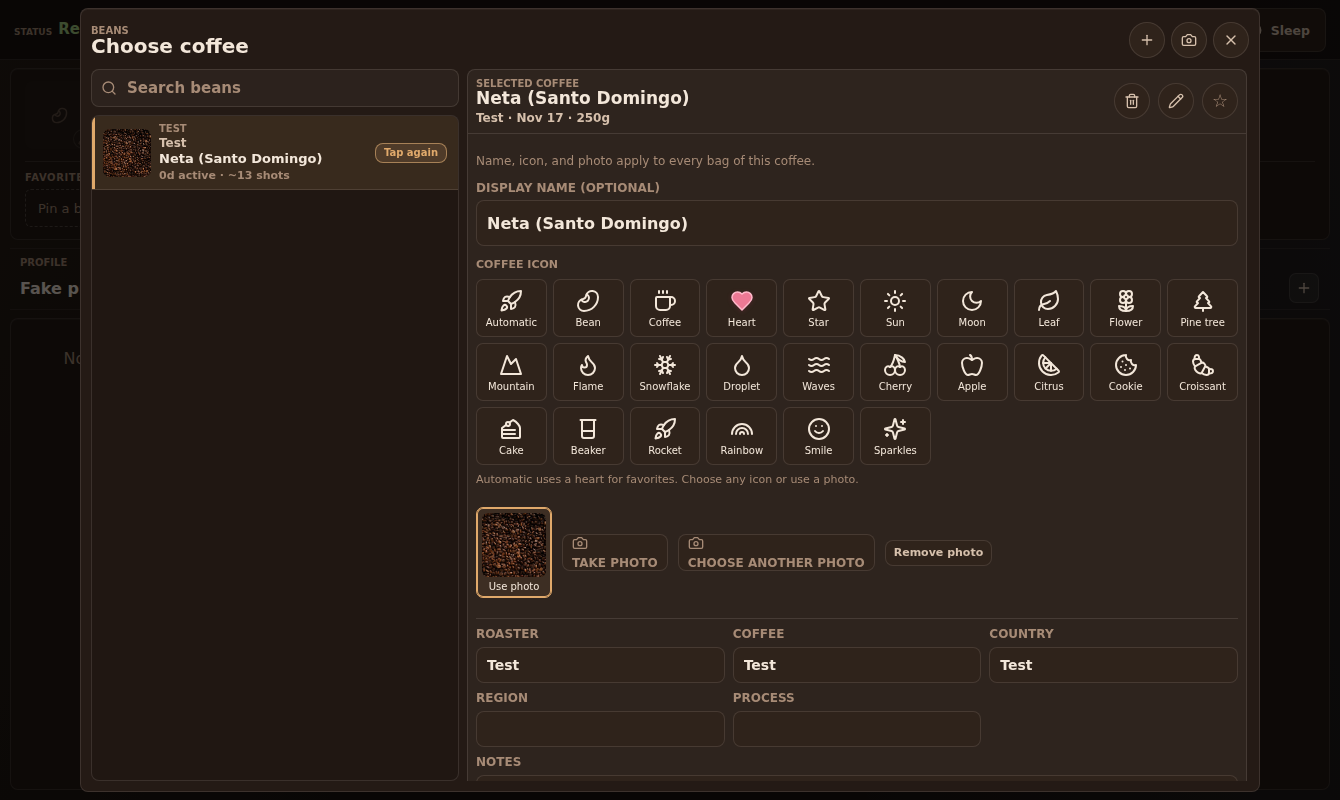 STATUS Re
Sleep
BEANS
Choose coffee
Search beans
TEST
Test
Neta (Santo Domingo)
0d active · ~13 shots
Tap again
FAVORITE
Pin a b
PROFILE
Fake p
No
SELECTED COFFEE
Neta (Santo Domingo)
Test · Nov 17 · 250g
Name, icon, and photo apply to every bag of this coffee.
DISPLAY NAME (OPTIONAL)
Neta (Santo Domingo)
COFFEE ICON
Automatic Bean Coffee Heart Star Sun Moon Leaf Flower Pine tree
Mountain Flame Snowflake Droplet Waves Cherry Apple Citrus Cookie Croissant
Cake Beaker Rocket Rainbow Smile Sparkles
Automatic uses a heart for favorites. Choose any icon or use a photo.
Use photo
TAKE PHOTO
CHOOSE ANOTHER PHOTO
Remove photo
ROASTER COFFEE COUNTRY
Test Test Test
REGION PROCESS
NOTES